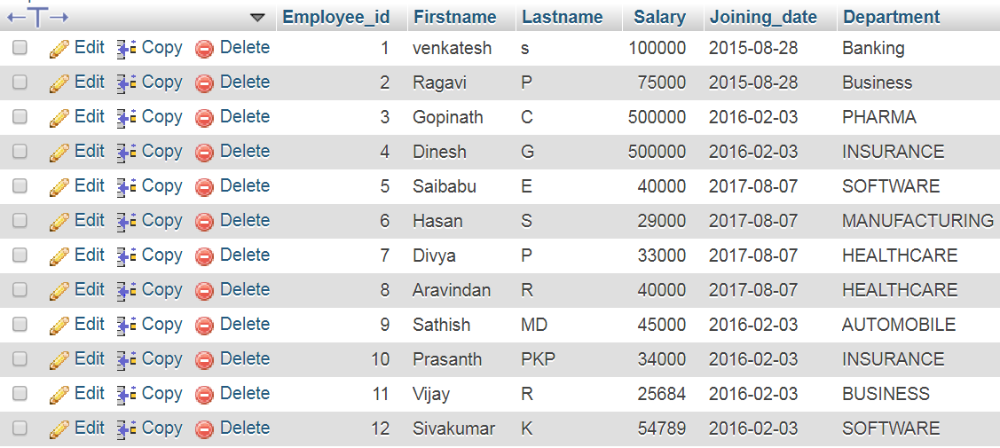 Employee_id Firstname Lastname Salary Joining_date Department
Edit Copy Delete 1 venkatesh s 100000 2015-08-28 Banking
Edit Copy Delete 2 Ragavi P 75000 2015-08-28 Business
Edit Copy Delete 3 Gopinath C 500000 2016-02-03 PHARMA
Edit Copy Delete 4 Dinesh G 500000 2016-02-03 INSURANCE
Edit Copy Delete 5 Saibabu E 40000 2017-08-07 SOFTWARE
Edit Copy Delete 6 Hasan S 29000 2017-08-07 MANUFACTURING
Edit Copy Delete 7 Divya P 33000 2017-08-07 HEALTHCARE
Edit Copy Delete 8 Aravindan R 40000 2017-08-07 HEALTHCARE
Edit Copy Delete 9 Sathish MD 45000 2016-02-03 AUTOMOBILE
Edit Copy Delete 10 Prasanth PKP 34000 2016-02-03 INSURANCE
Edit Copy Delete 11 Vijay R 25684 2016-02-03 BUSINESS
Edit Copy Delete 12 Sivakumar K 54789 2016-02-03 SOFTWARE